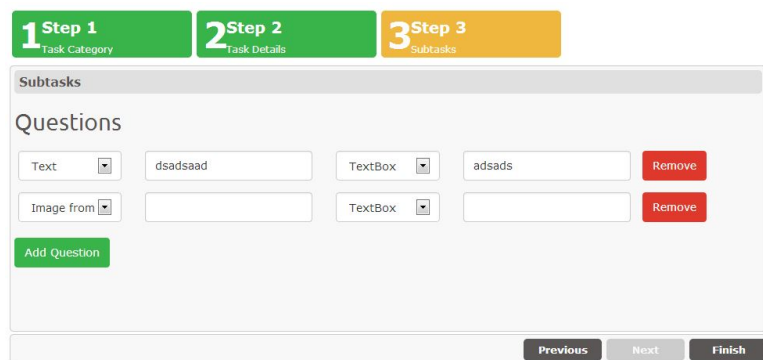 1 Step 1
Task Category
2 Step 2
Task Details
3 Step 3
Subtasks
Subtasks
Questions
Text dsadsaad TextBox adsads Remove
Image from TextBox Remove
Add Question
Previous Next Finish